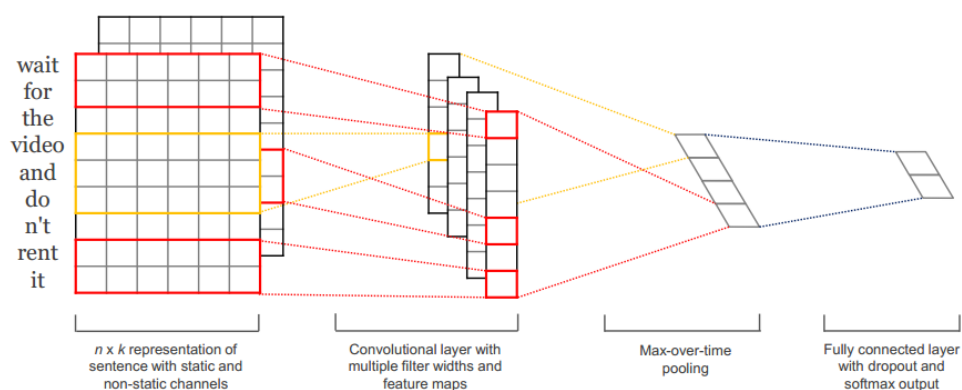 wait
for
the
video
and
do
n't
rent
it
n x k representation of
sentence with static and
non-static channels
Convolutional layer with
multiple filter widths and
feature maps
Max-over-time
pooling
Fully connected layer
with dropout and
softmax output